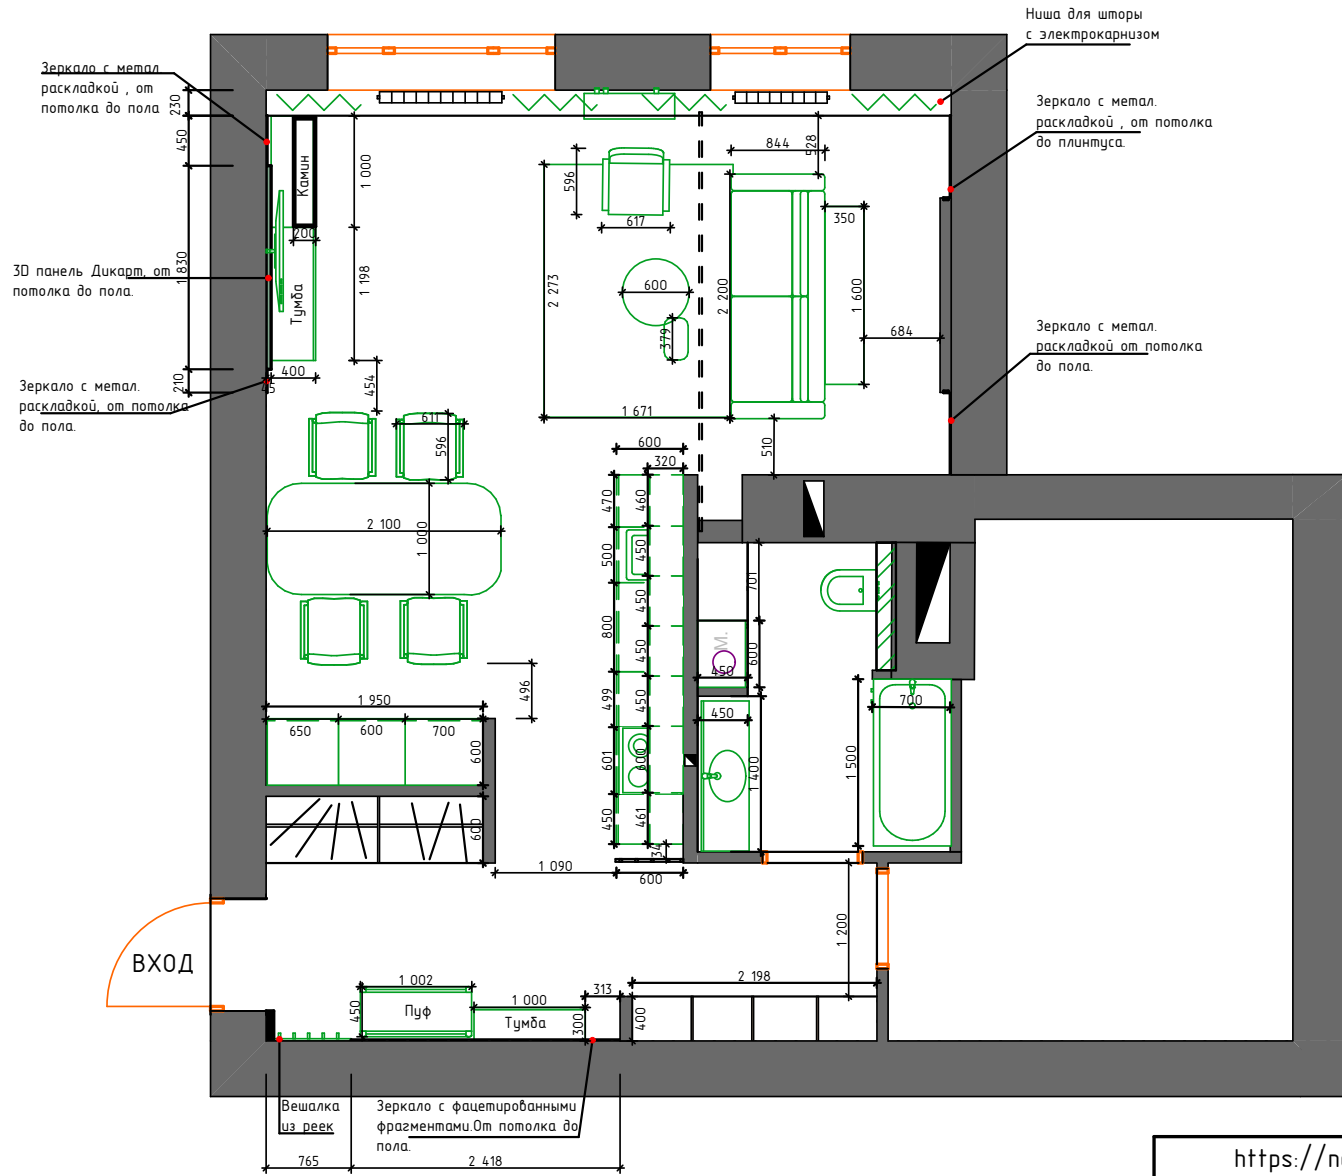 Ниша для шторы
с электрокарнизом
Зеркало с метал
раскладкой , от
потолка до пола
Зеркало с метал.
раскладкой , от потолка
до плинтуса.
230
450
1 830
210
45
Камин
1 000
200
1 198
Тумба
400
454
3D панель Дикарт, от
потолка до пола.
Зеркало с метал.
раскладкой, от потолка
до пола.
844
528
596
617
350
2 273
600
2 200
1 600
379
684
1 671
510
Зеркало с метал.
раскладкой от потолка
до пола.
611
596
2 100
1 000
600
320
470
460
500
450
450
800
450
499
450
601
600
450
461
34
600
496
1 950
650
600
700
600
600
1 090
701
М.
600
450
450
1 400
1 500
700
1 200
ВХОД
1 002
450
Пуф
1 000
Тумба
300
313
2 198
400
Вешалка
из реек
Зеркало с фацетированными
фрагментами.От потолка до
пола.
765
2 418
https://n